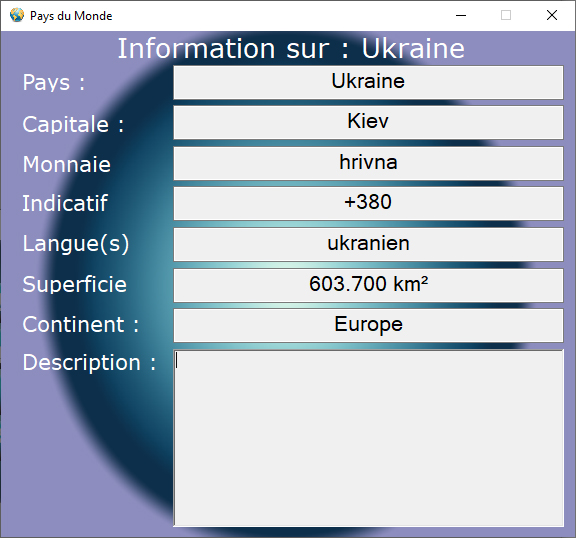 Pays du Monde
Information sur : Ukraine
Pays : Ukraine
Capitale : Kiev
Monnaie hrivna
Indicatif +380
Langue(s) ukranien
Superficie 603.700 km²
Continent : Europe
Description :